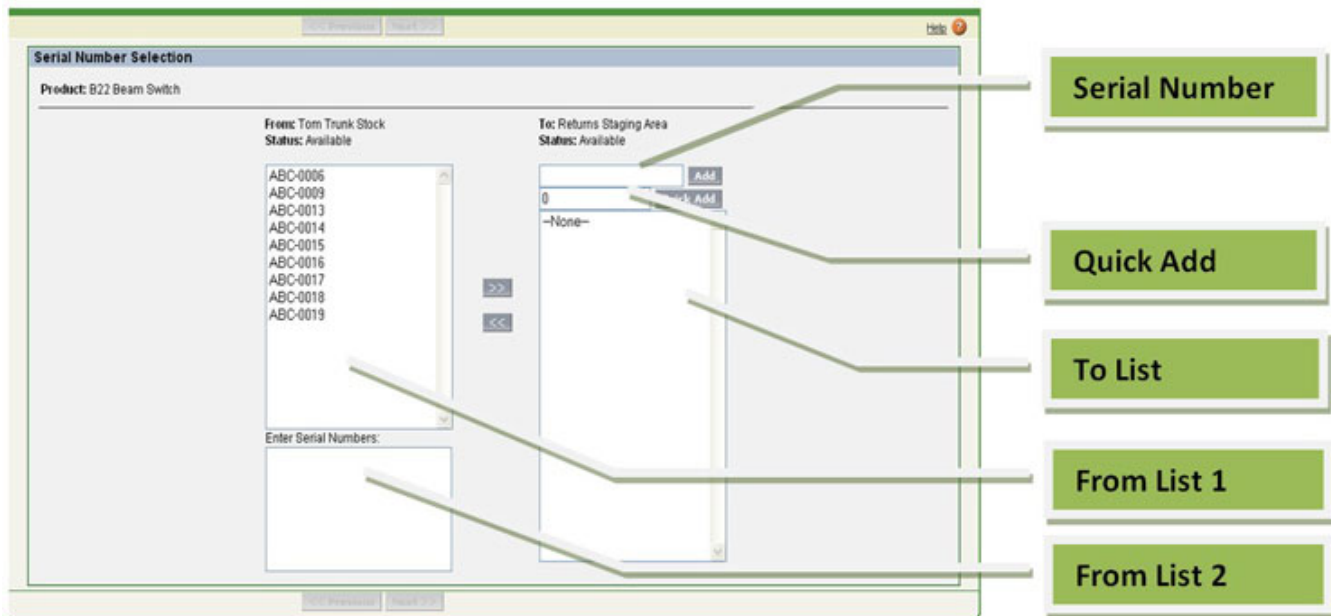 << Previous Next >>
Help ?
Serial Number Selection
Product: B22 Beam Switch
From: Tom Trunk Stock
Status: Available
To: Returns Staging Area
Status: Available
ABC-0006
ABC-0009
ABC-0013
ABC-0014
ABC-0015
ABC-0016
ABC-0017
ABC-0018
ABC-0019
Enter Serial Numbers:
>>
<<
Add
0
Quick Add
--None--
<< Previous Next >>
Serial Number
Quick Add
To List
From List 1
From List 2